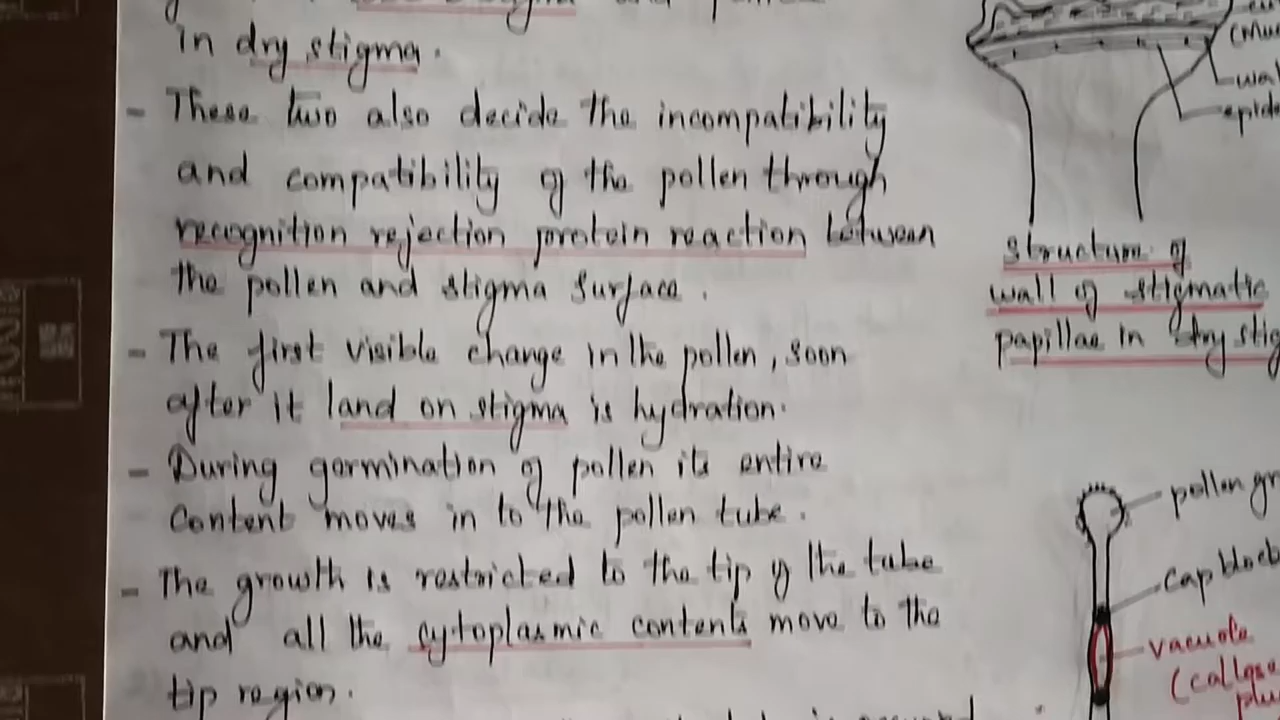 in dry stigma.
- These two also decide the incompatibility
and compatibility of the pollen through
recognition rejection protein reaction between
the pollen and stigma surface.
- The first visible change in the pollen, soon
after it land on stigma is hydration.
- During germination of pollen its entire
content moves in to the pollen tube.
- The growth is restricted to the tip of the tube
and all the cytoplasmic contents move to the
tip region.
Structure of
wall of stigmatic
papillae in dry stig
pollen gr
cap block
vacuole
(callose
plu